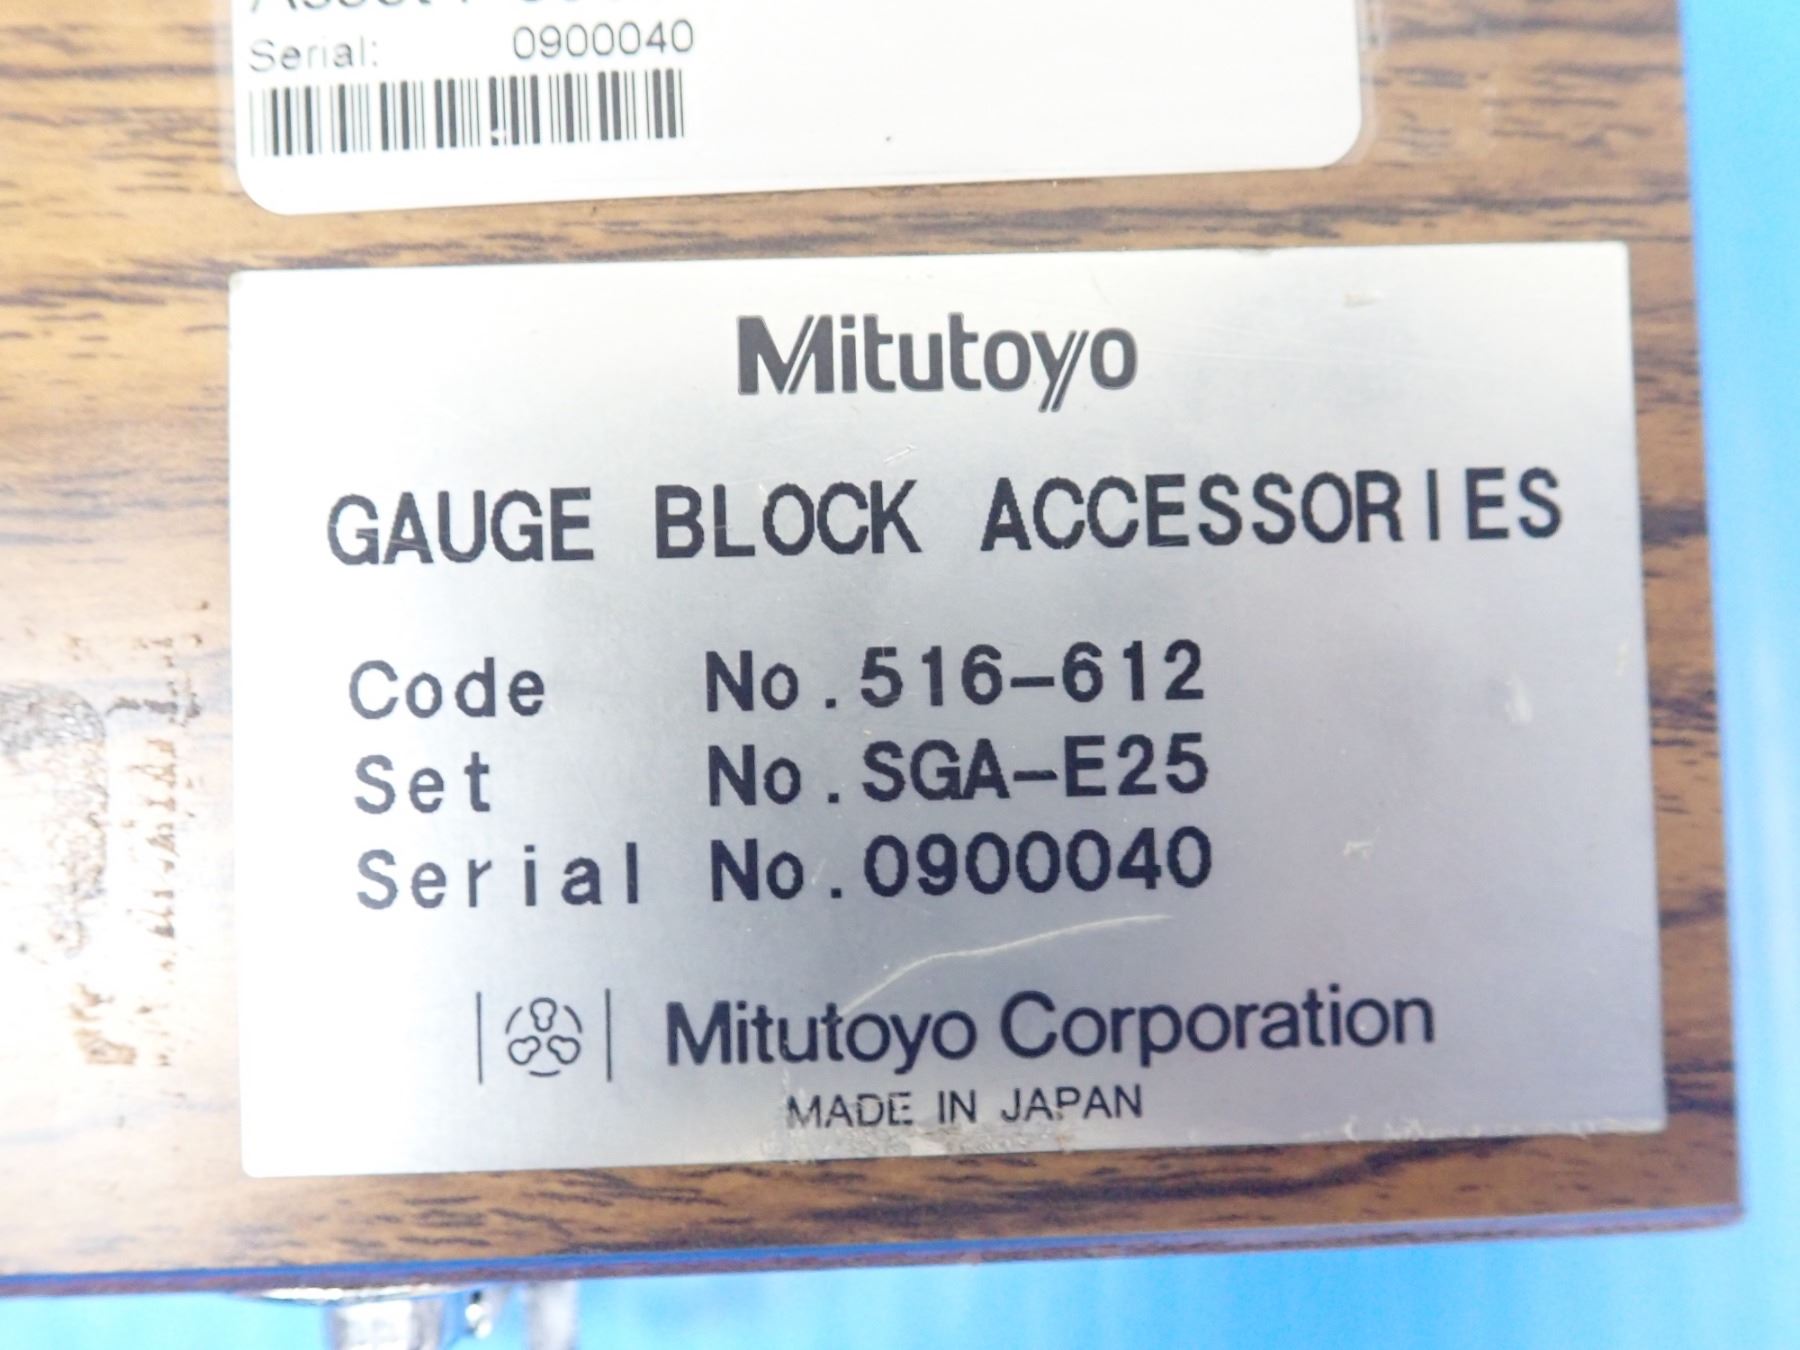 Serial: 0900040
Mitutoyo
GAUGE BLOCK ACCESSORIES
Code No.516-612
Set No.SGA-E25
Serial No.0900040
Mitutoyo Corporation
MADE IN JAPAN